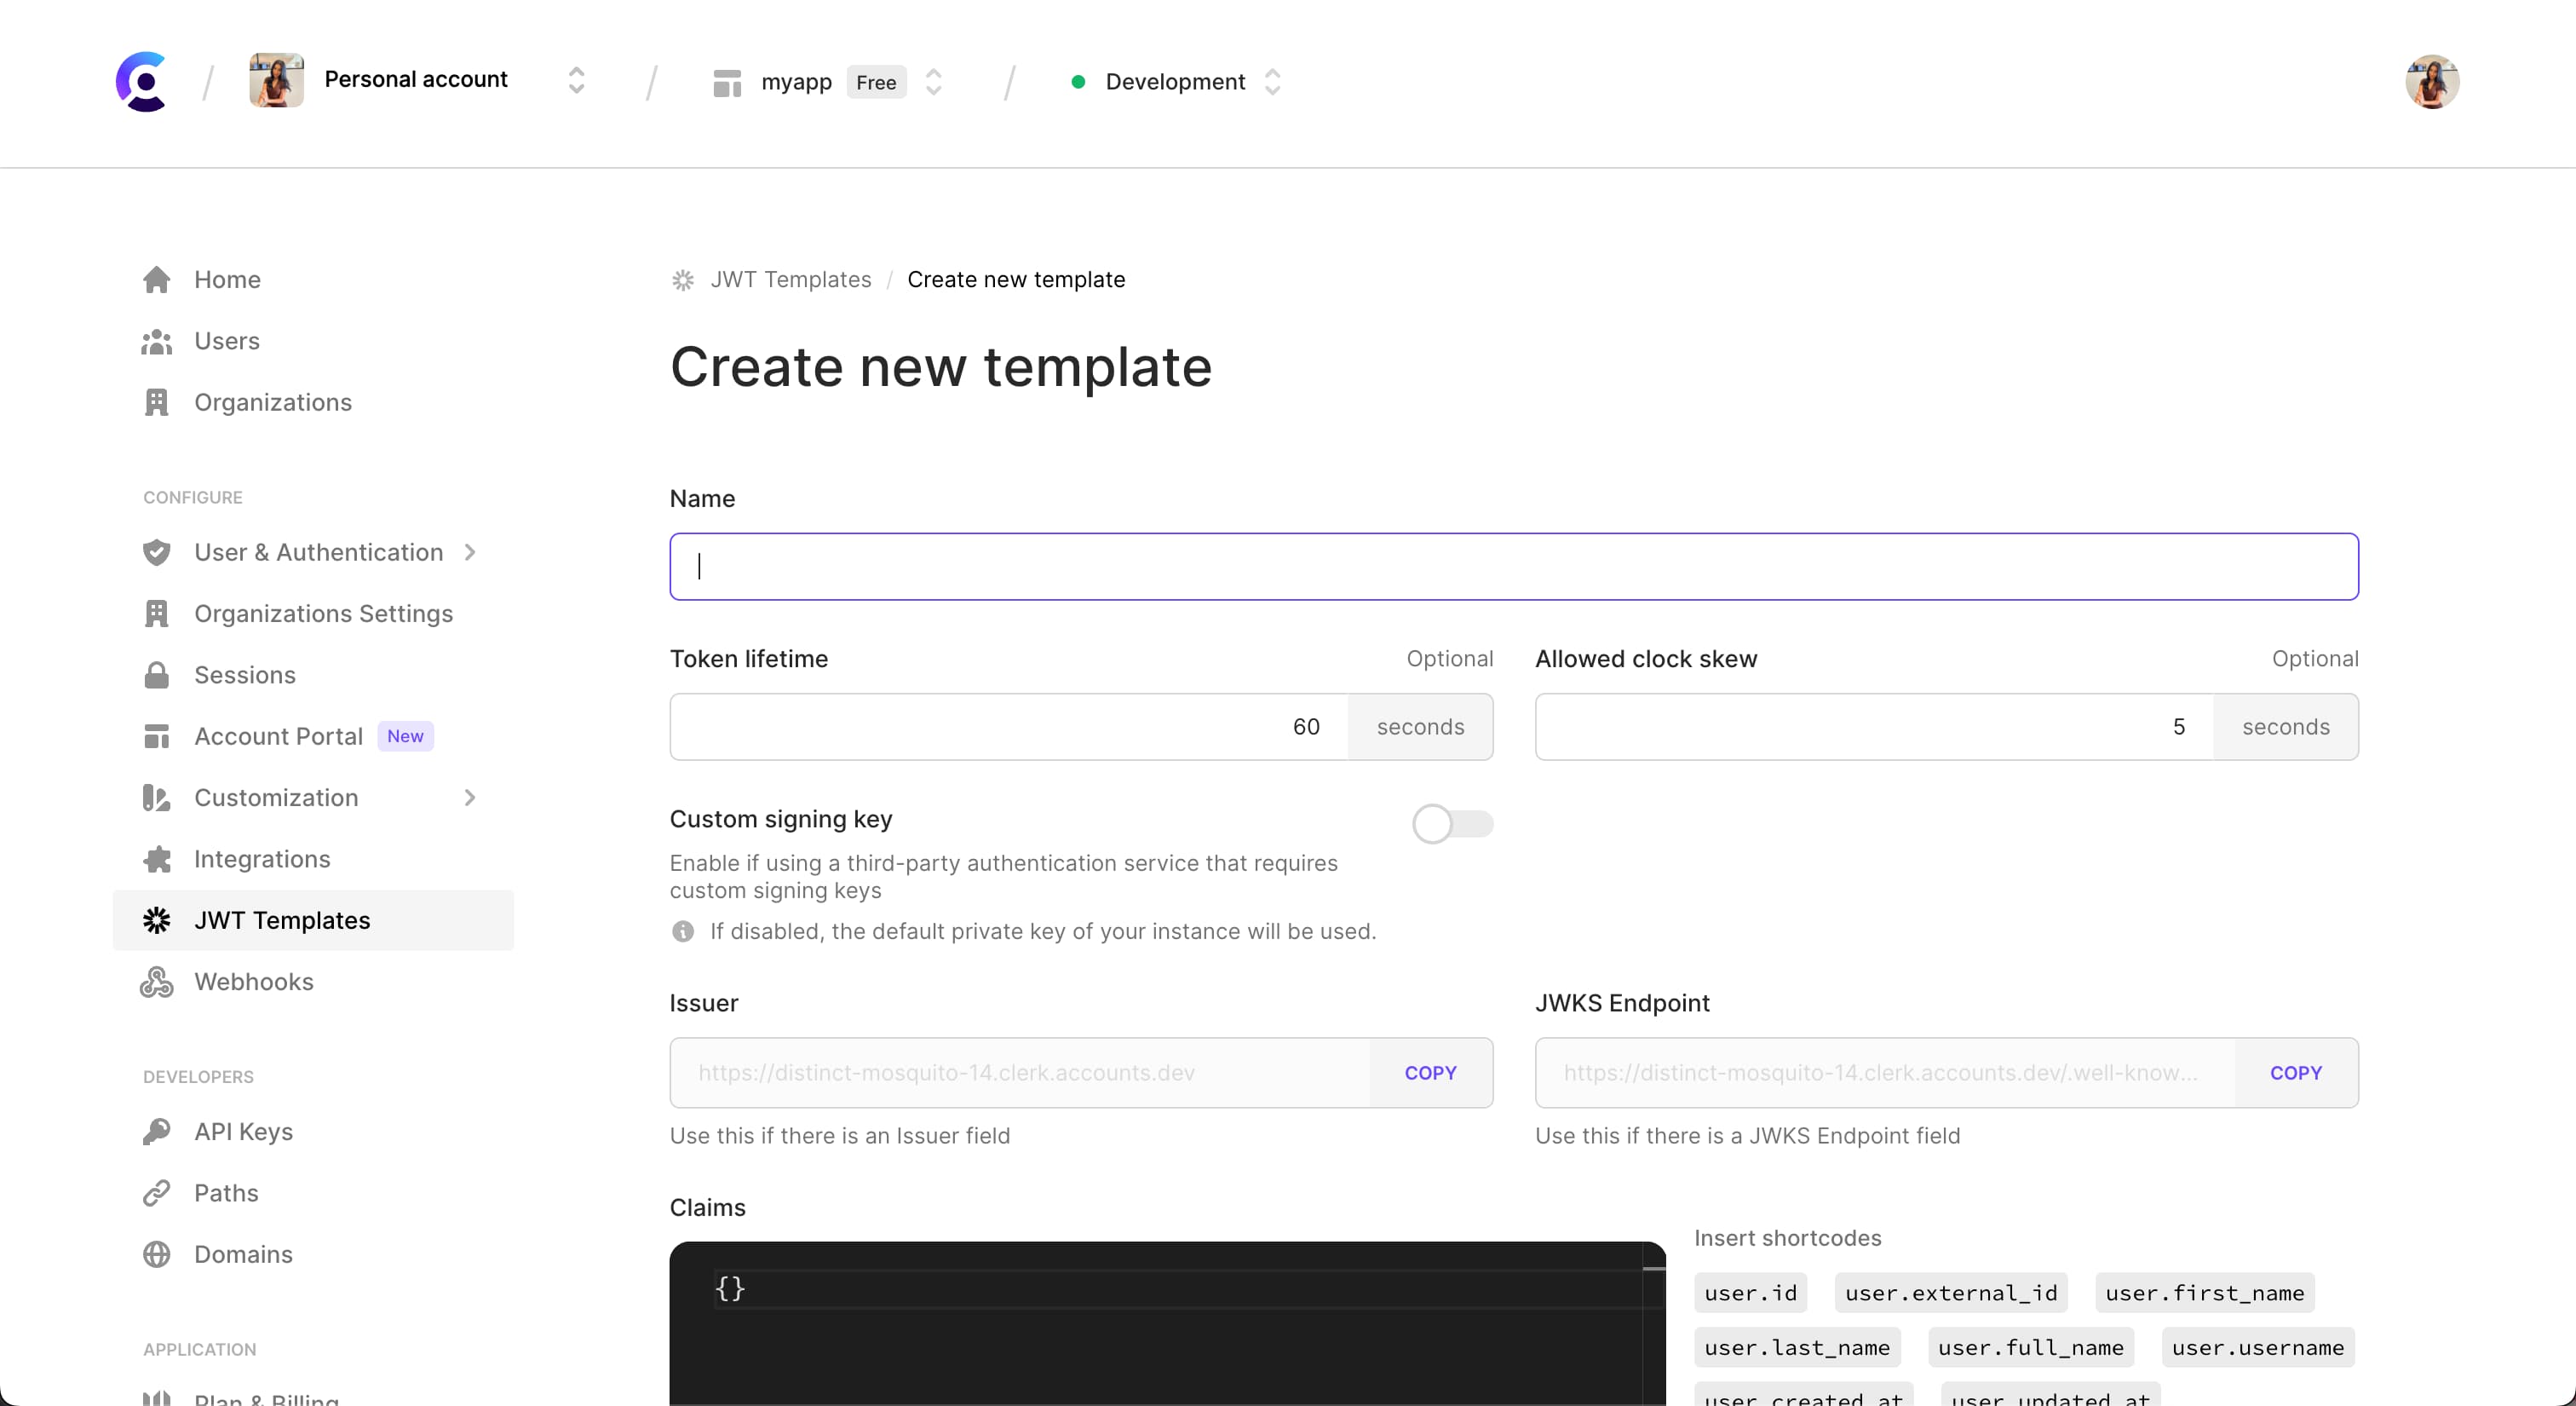 Personal account
myapp Free
Development
Home
Users
Organizations
CONFIGURE
User & Authentication
Organizations Settings
Sessions
Account Portal New
Customization
Integrations
JWT Templates
Webhooks
DEVELOPERS
API Keys
Paths
Domains
APPLICATION
Plan & Billing
JWT Templates / Create new template
Create new template
Name
Token lifetime Optional
60 seconds
Allowed clock skew Optional
5 seconds
Custom signing key
Enable if using a third-party authentication service that requires
custom signing keys
If disabled, the default private key of your instance will be used.
Issuer
https://distinct-mosquito-14.clerk.accounts.dev COPY
Use this if there is an Issuer field
JWKS Endpoint
https://distinct-mosquito-14.clerk.accounts.dev/.well-know... COPY
Use this if there is a JWKS Endpoint field
Claims
{}
Insert shortcodes
user.id user.external_id user.first_name
user.last_name user.full_name user.username
user.created_at user.updated_at